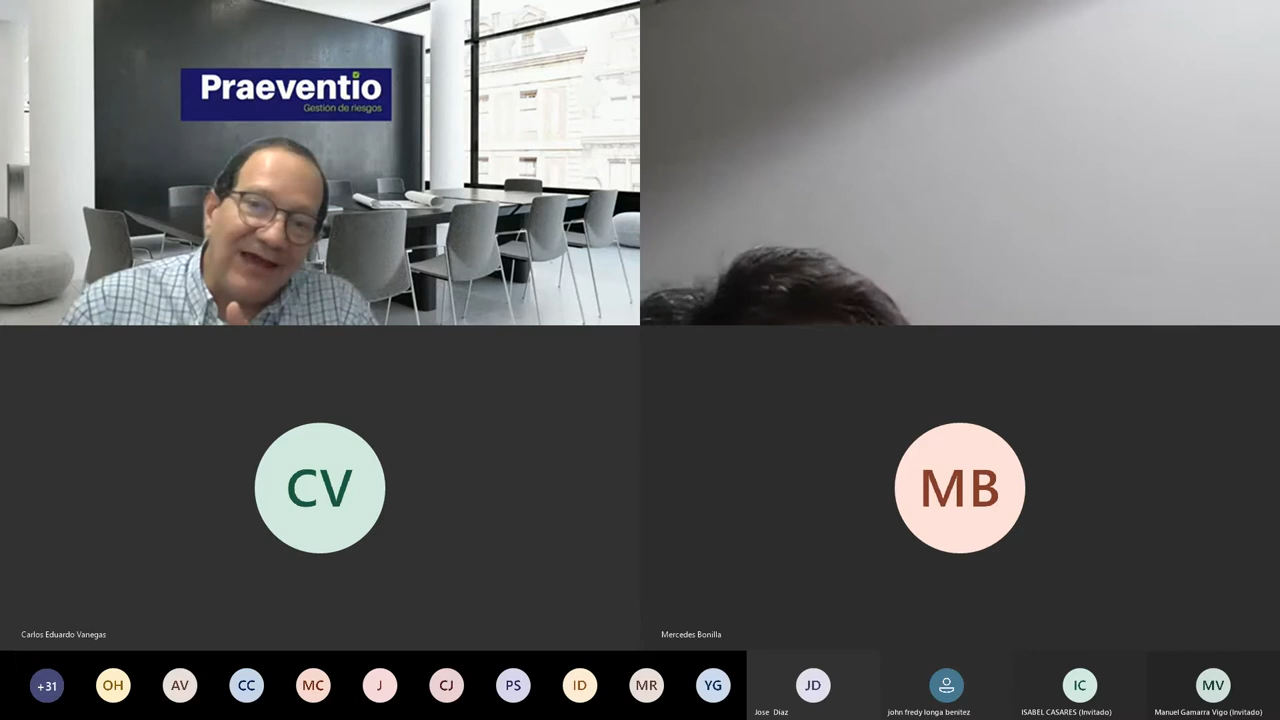 Praeventio
Gestión de riesgos
CV
MB
Carlos Eduardo Vanegas
Mercedes Bonilla
+31
OH
AV
CC
MC
J
CJ
PS
ID
MR
YG
JD
IC
MV
Jose Diaz
john fredy longa benitez
ISABEL CASARES (Invitado)
Manuel Gamarra Vigo (Invitado)